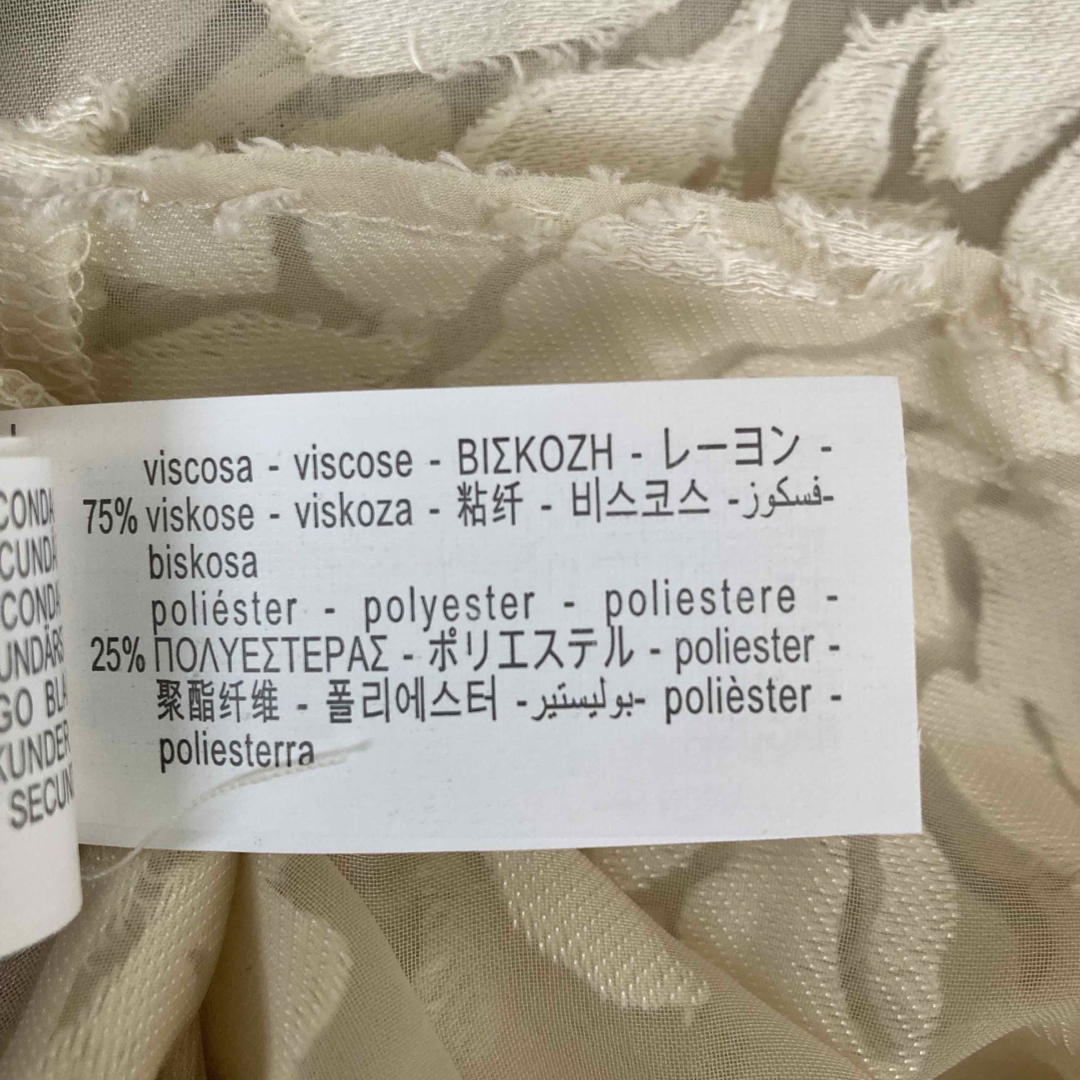 viscosa - viscose - ΒΙΣΚΟΖΗ - レーヨン -
75% viskose - viskoza - 粘纤 - 비스코스 -فسكوز-
biskosa
poliéster - polyester - poliestere -
25% ΠΟΛΥΕΣΤΕΡΑΣ - ポリエステル - poliester -
聚酯纤维 - 폴리에스터 -بوليستير- polièster -
poliesterra